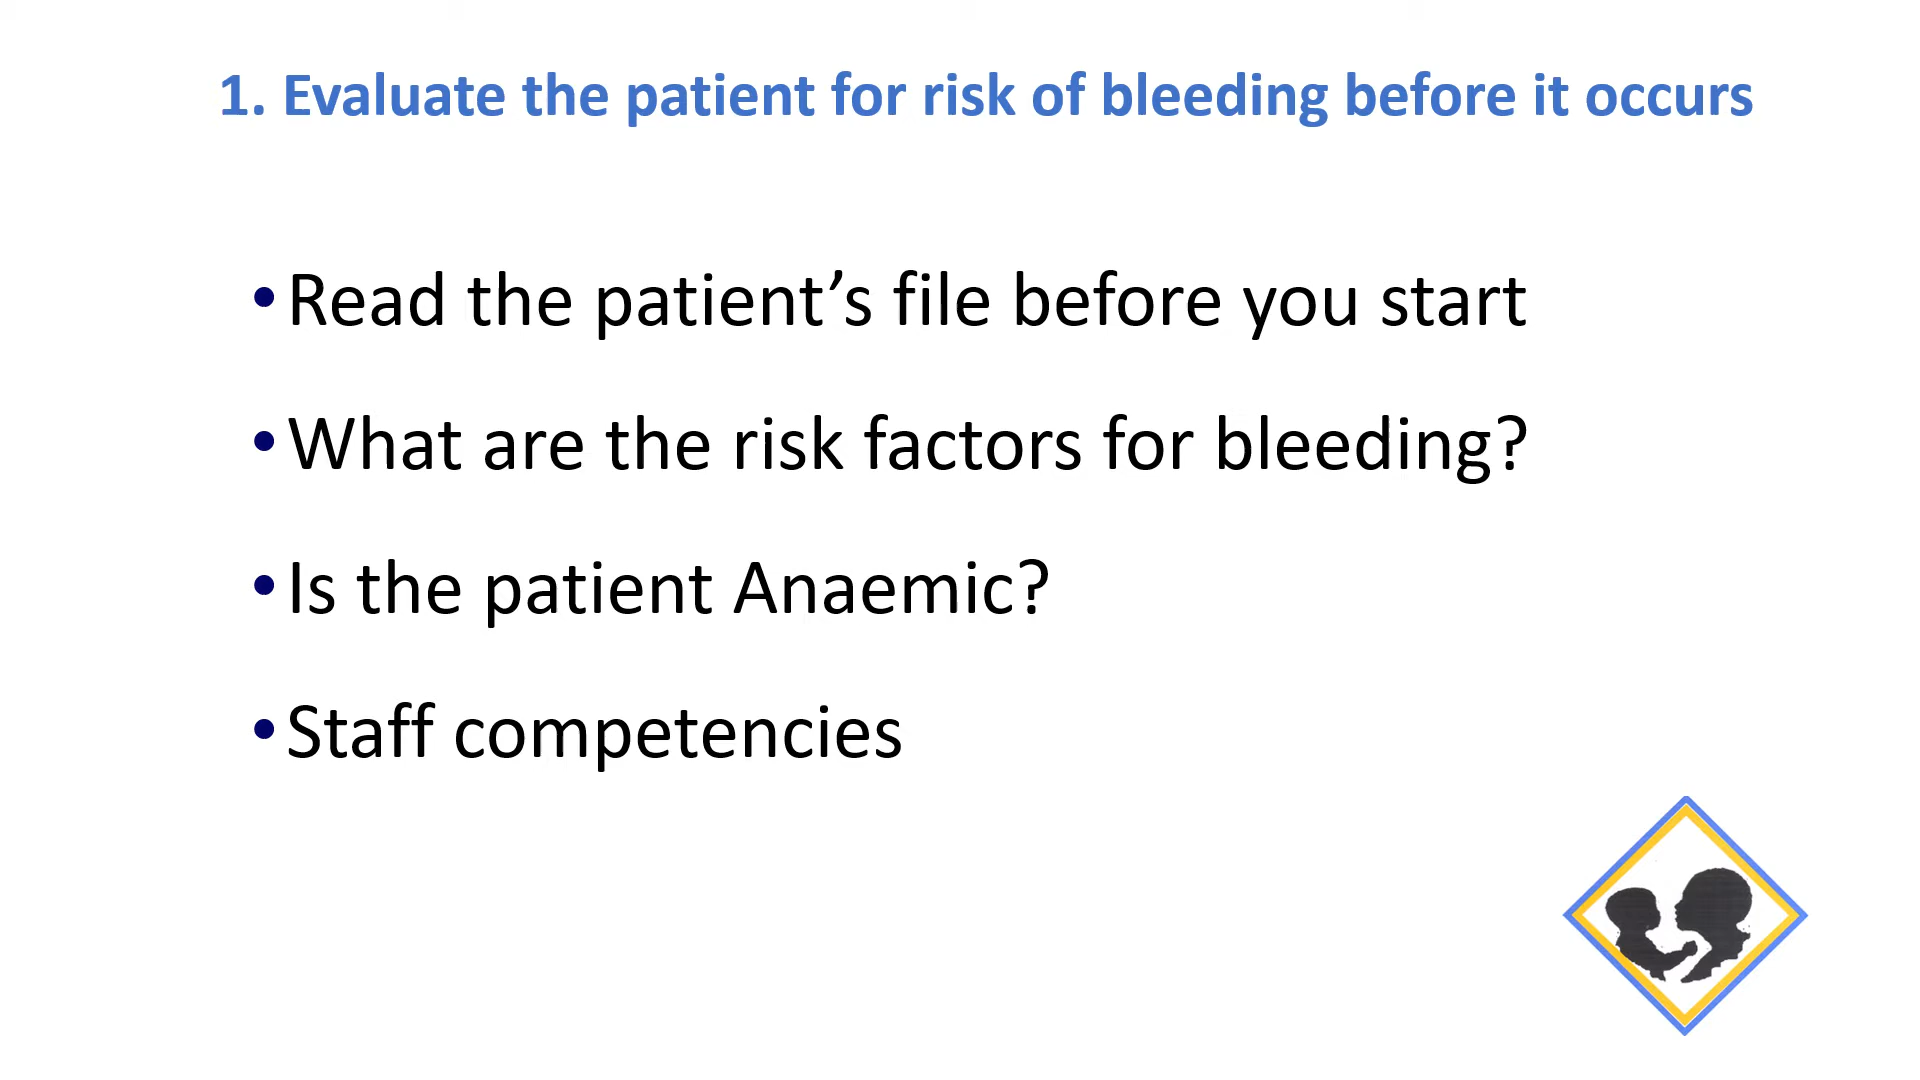 1. Evaluate the patient for risk of bleeding before it occurs
•Read the patient’s file before you start
•What are the risk factors for bleeding?
•Is the patient Anaemic?
•Staff competencies